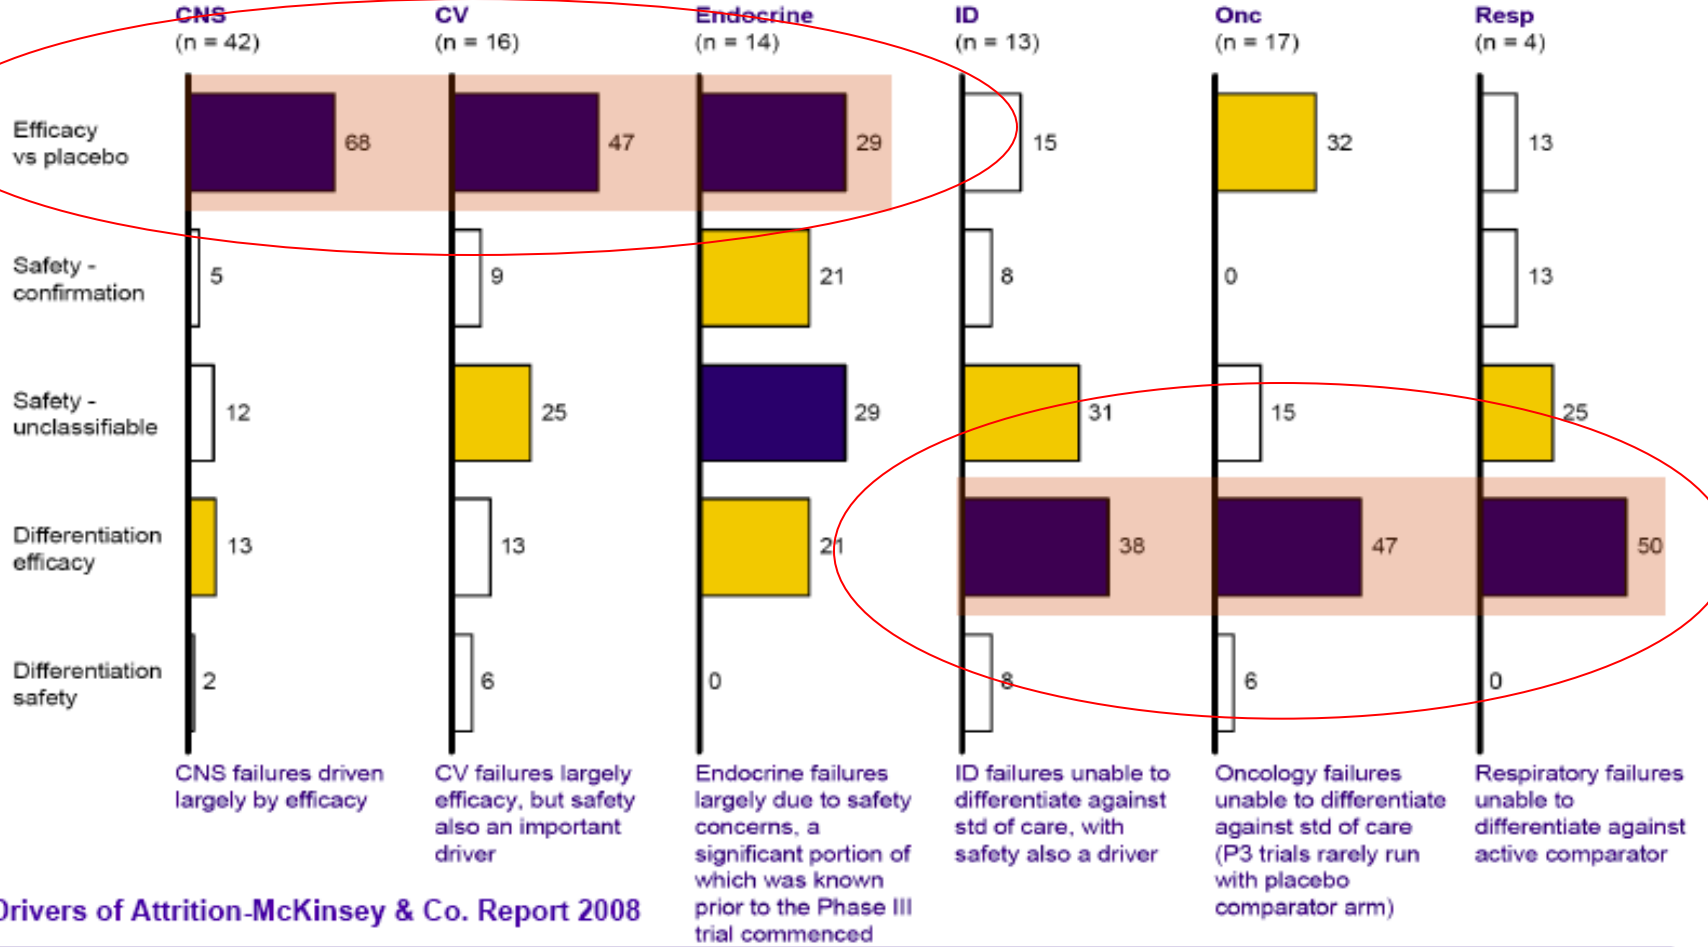 CNS
(n = 42)
CV
(n = 16)
Endocrine
(n = 14)
ID
(n = 13)
Onc
(n = 17)
Resp
(n = 4)
Efficacy
vs placebo
68
47
29
15
32
13
Safety -
confirmation
5
9
21
8
0
13
Safety -
unclassifiable
12
25
29
31
15
25
Differentiation
efficacy
13
13
21
38
47
50
Differentiation
safety
2
6
0
8
6
0
CNS failures driven
largely by efficacy
CV failures largely
efficacy, but safety
also an important
driver
Endocrine failures
largely due to safety
concerns, a
significant portion of
which was known
prior to the Phase III
trial commenced
ID failures unable to
differentiate against
std of care, with
safety also a driver
Oncology failures
unable to differentiate
against std of care
(P3 trials rarely run
with placebo
comparator arm)
Respiratory failures
unable to
differentiate against
active comparator
Drivers of Attrition-McKinsey & Co. Report 2008